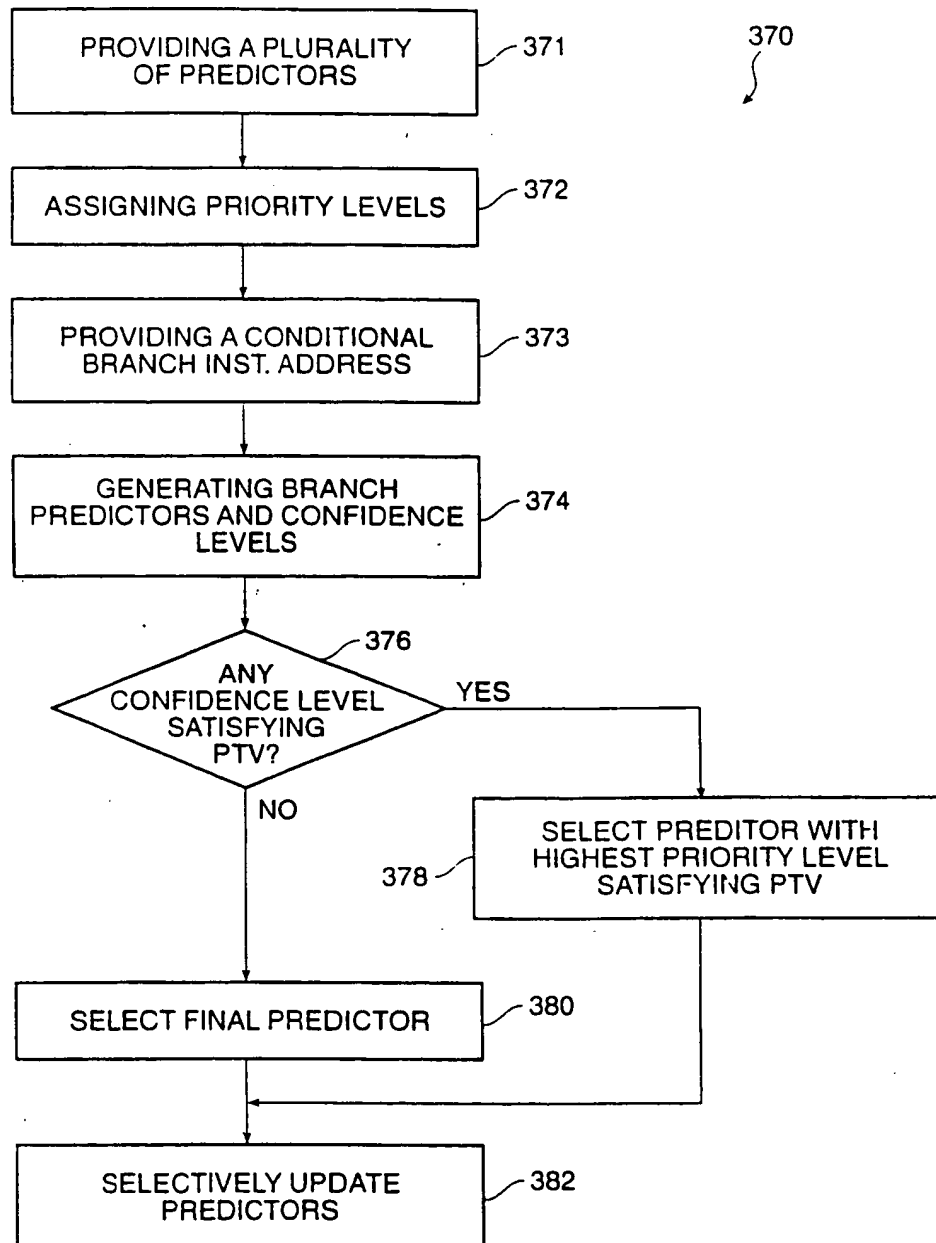 PROVIDING A PLURALITY
OF PREDICTORS
371
370
ASSIGNING PRIORITY LEVELS
372
PROVIDING A CONDITIONAL
BRANCH INST. ADDRESS
373
GENERATING BRANCH
PREDICTORS AND CONFIDENCE
LEVELS
374
376
ANY
CONFIDENCE LEVEL
SATISFYING
PTV?
YES
NO
SELECT PREDITOR WITH
HIGHEST PRIORITY LEVEL
SATISFYING PTV
378
SELECT FINAL PREDICTOR
380
SELECTIVELY UPDATE
PREDICTORS
382